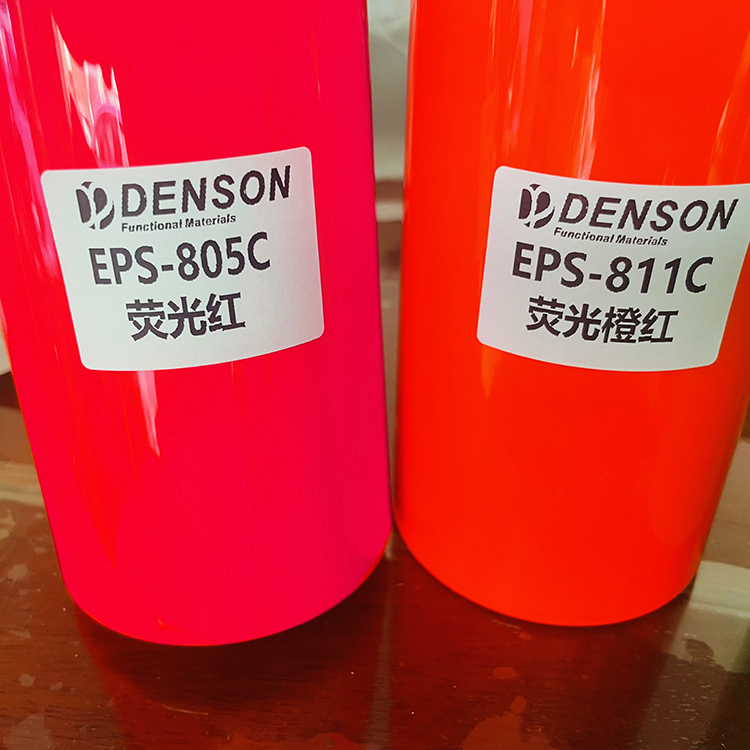 DENSON
Functional Materials
EPS-805C
荧光红
DENSON
Functional Materials
EPS-811C
荧光橙红